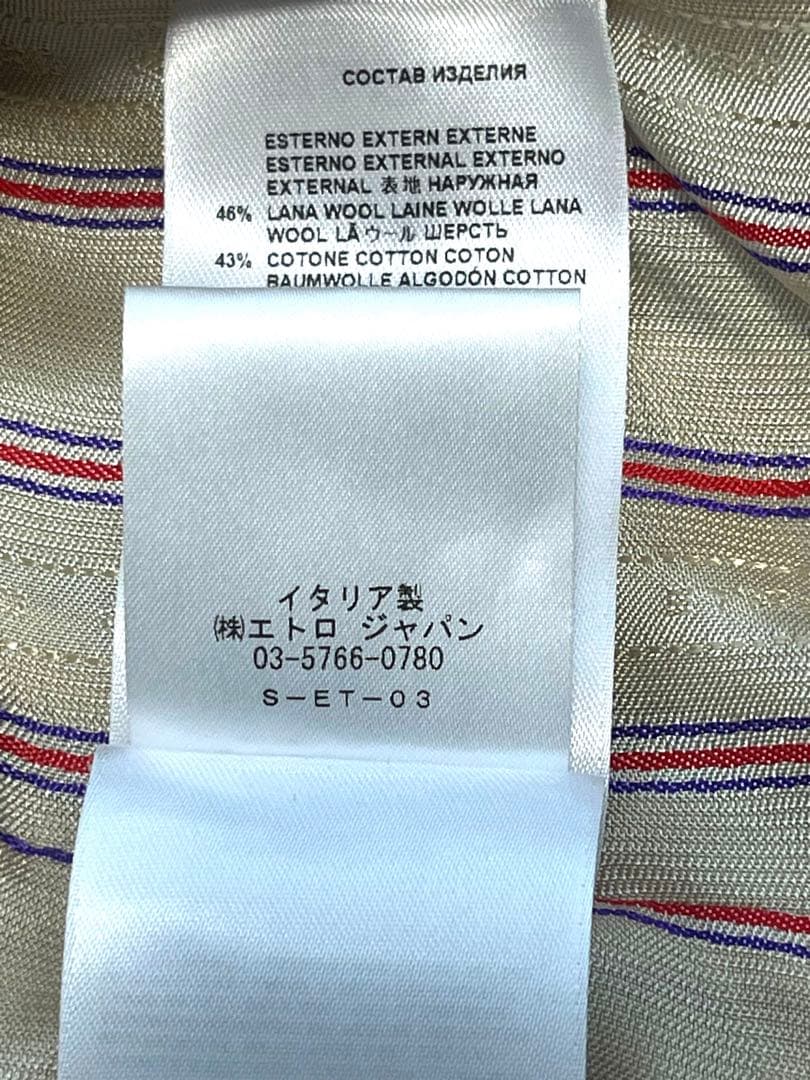 СОСТАВ ИЗДЕЛИЯ
ESTERNO EXTERN EXTERNE
ESTERNO EXTERNAL EXTERNO
EXTERNAL 表地 НАРУЖНАЯ
46% LANA WOOL LAINE WOLLE LANA
WOOL LÃ ウール ШЕРСТЬ
43% COTONE COTTON COTON
BAUMWOLLE ALGODÓN COTTON
イタリア製
㈱エトロ ジャパン
03-5766-0780
S-ET-03